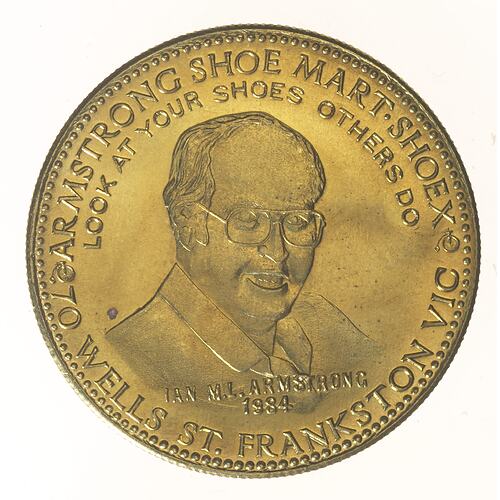 ARMSTRONG SHOE MART. SHOEX
LOOK AT YOUR SHOES OTHERS DO
IAN M.L. ARMSTRONG
1984
70 WELLS ST. FRANKSTON VIC